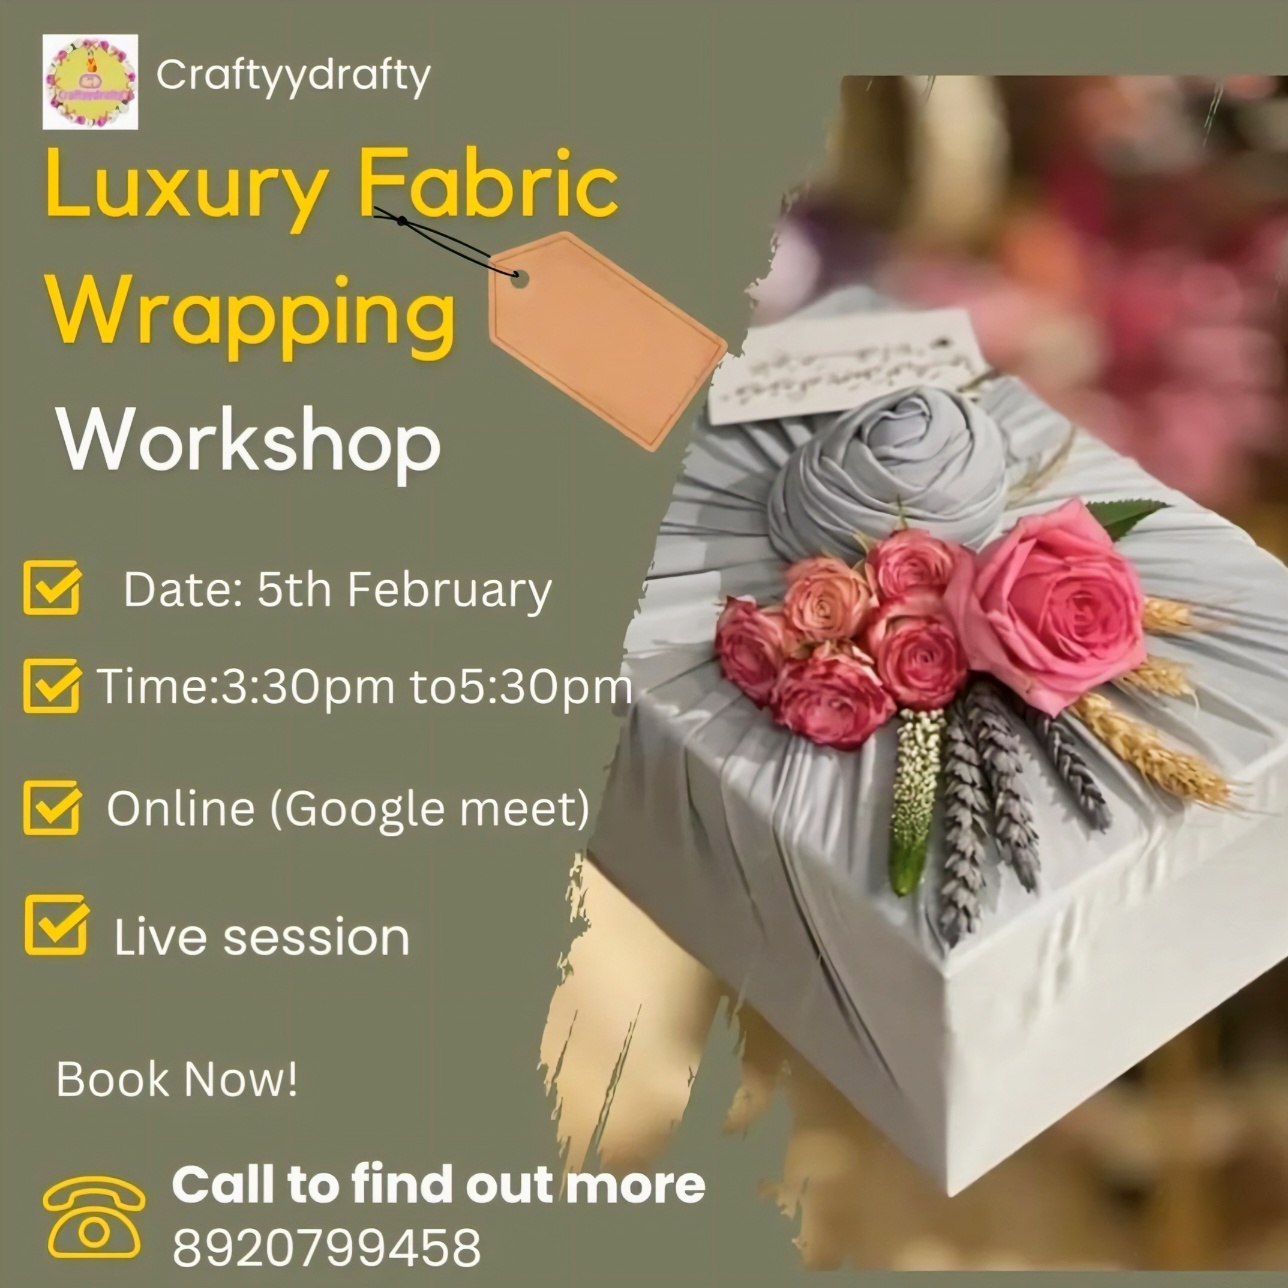 Craftyydrafty
Luxury Fabric
Wrapping
Workshop
Date: 5th February
Time:3:30pm to5:30pm
Online (Google meet)
Live session
Book Now!
Call to find out more
8920799458